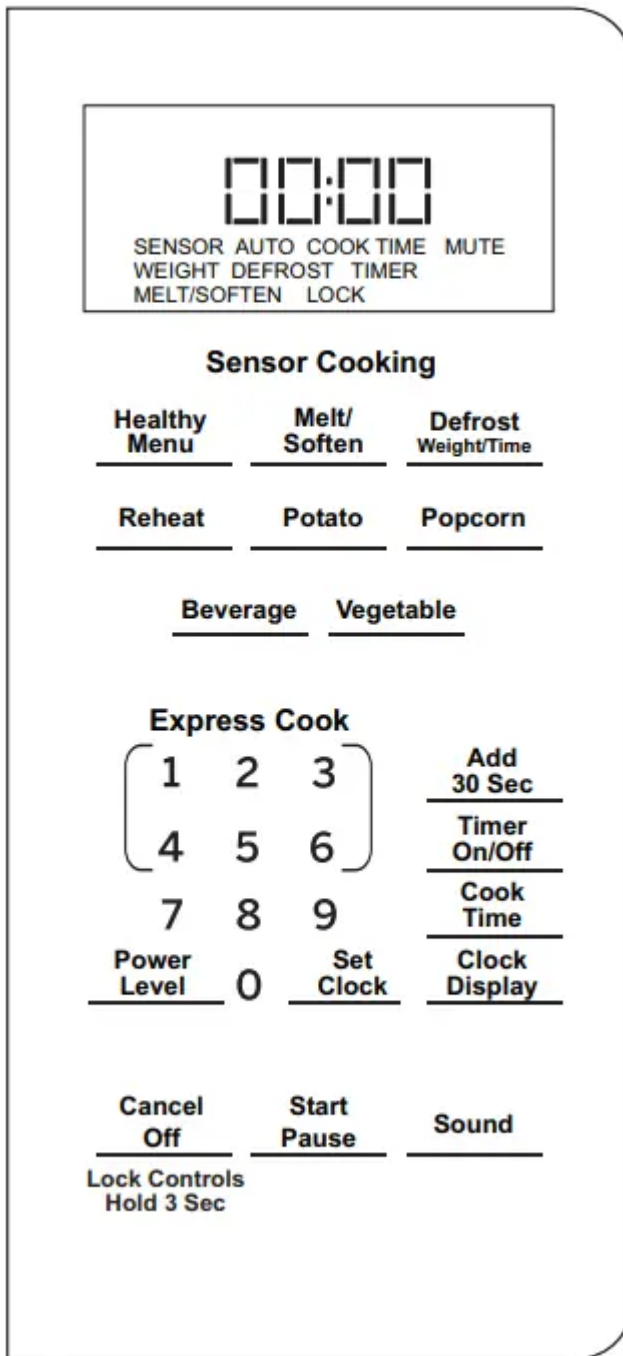 00:00
SENSOR AUTO COOK TIME MUTE
WEIGHT DEFROST TIMER
MELT/SOFTEN LOCK
Sensor Cooking
Healthy
Menu
Melt/
Soften
Defrost
Weight/Time
Reheat
Potato
Popcorn
Beverage
Vegetable
Express Cook
1 2 3
4 5 6
7 8 9
0
Add
30 Sec
Timer
On/Off
Cook
Time
Power
Level
Set
Clock
Clock
Display
Cancel
Off
Start
Pause
Sound
Lock Controls
Hold 3 Sec